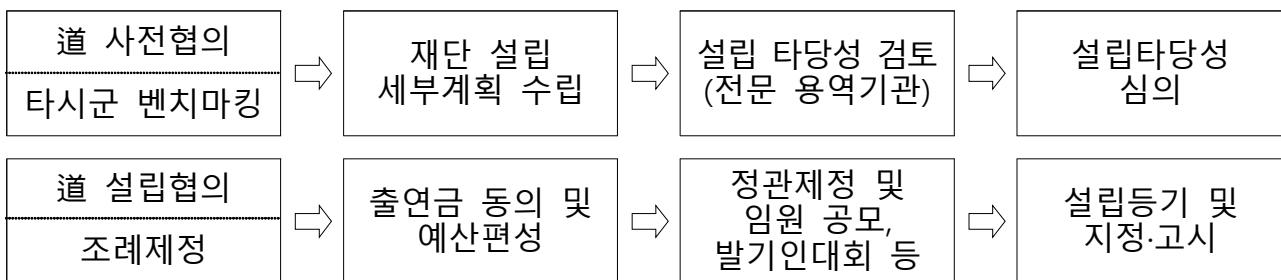 道 사전협의
타시군 벤치마킹
재단 설립
세부계획 수립
설립 타당성 검토
(전문 용역기관)
설립타당성
심의
道 설립협의
조례제정
출연금 동의 및
예산편성
정관제정 및
임원 공모,
발기인대회 등
설립등기 및
지정·고시